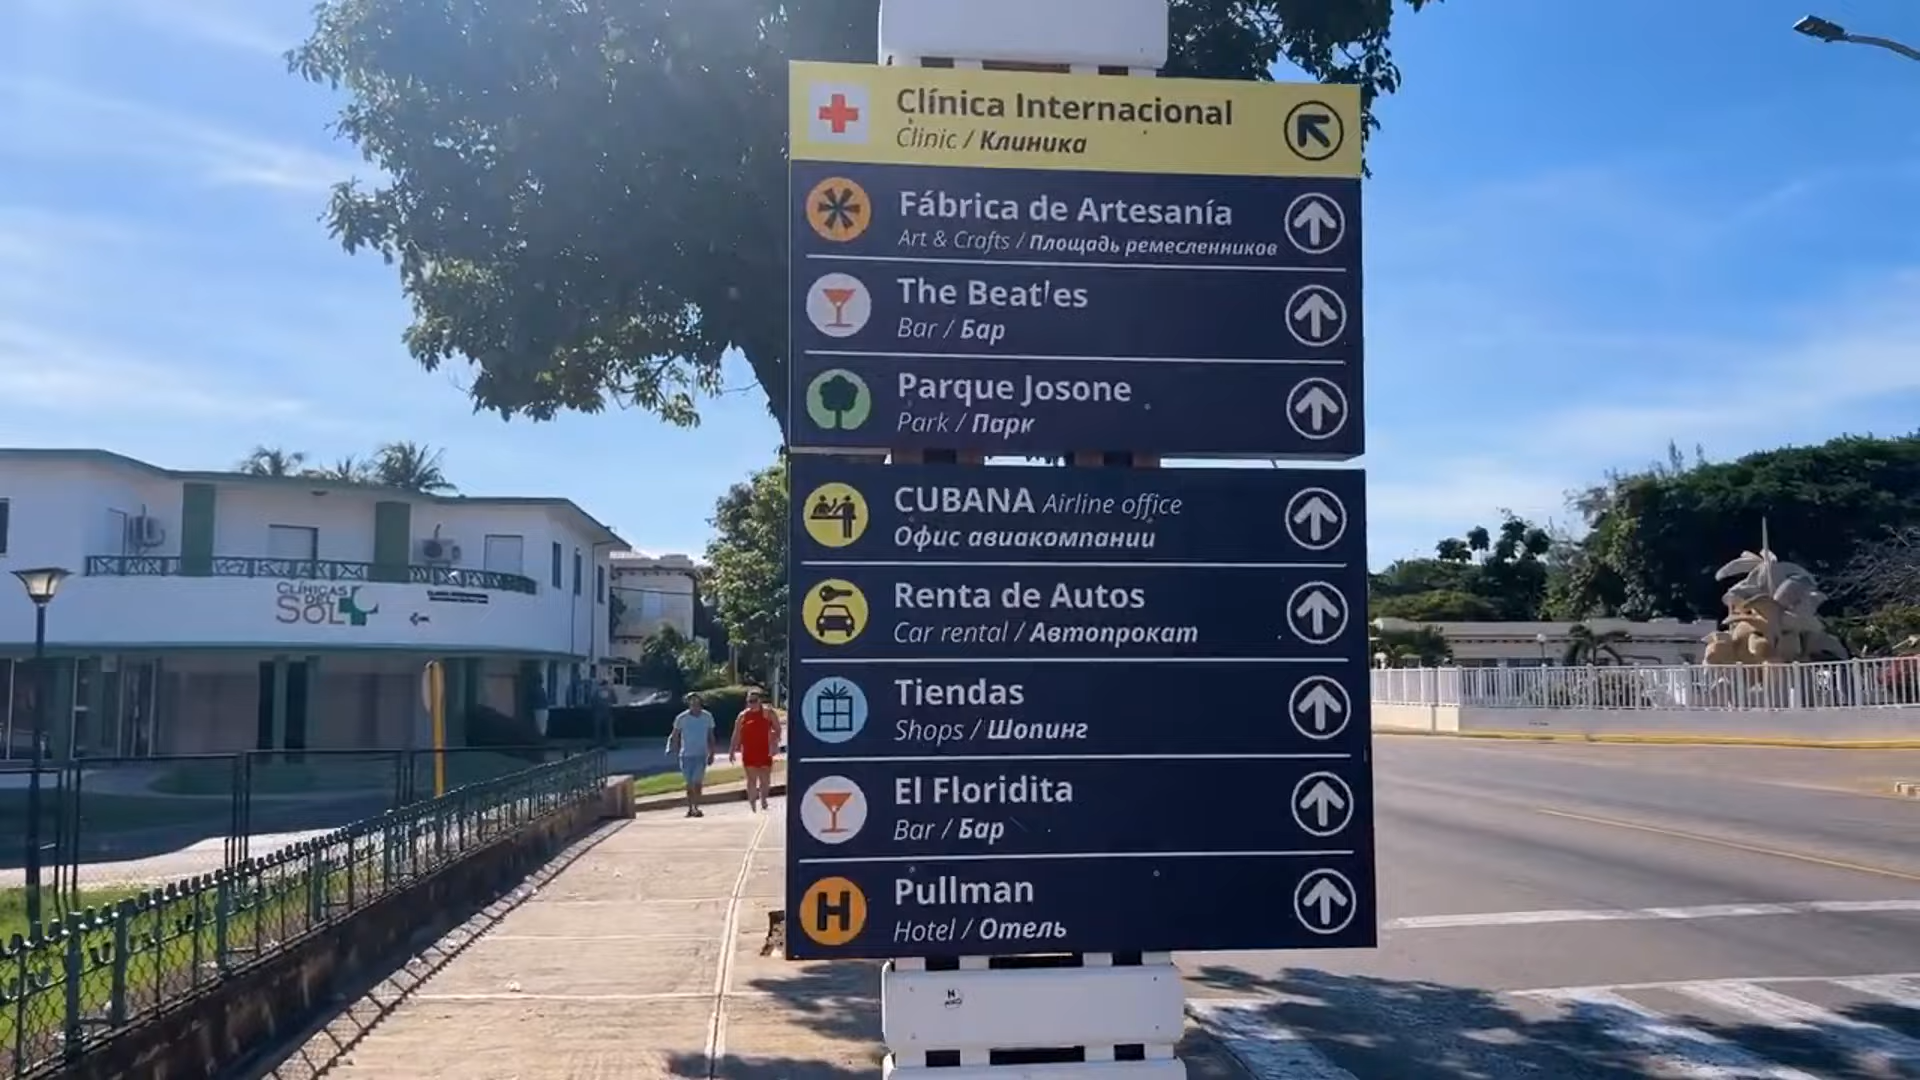 Clínica Internacional
Clinic / Клиника
Fábrica de Artesanía
Art & Crafts / Площадь ремесленников
The Beatles
Bar / Бар
Parque Josone
Park / Парк
CUBANA Airline office
Офис авиакомпании
Renta de Autos
Car rental / Автопрокат
Tiendas
Shops / Шопинг
El Floridita
Bar / Бар
H Pullman
Hotel / Отель
CLÍNICAS
DEL
SOL